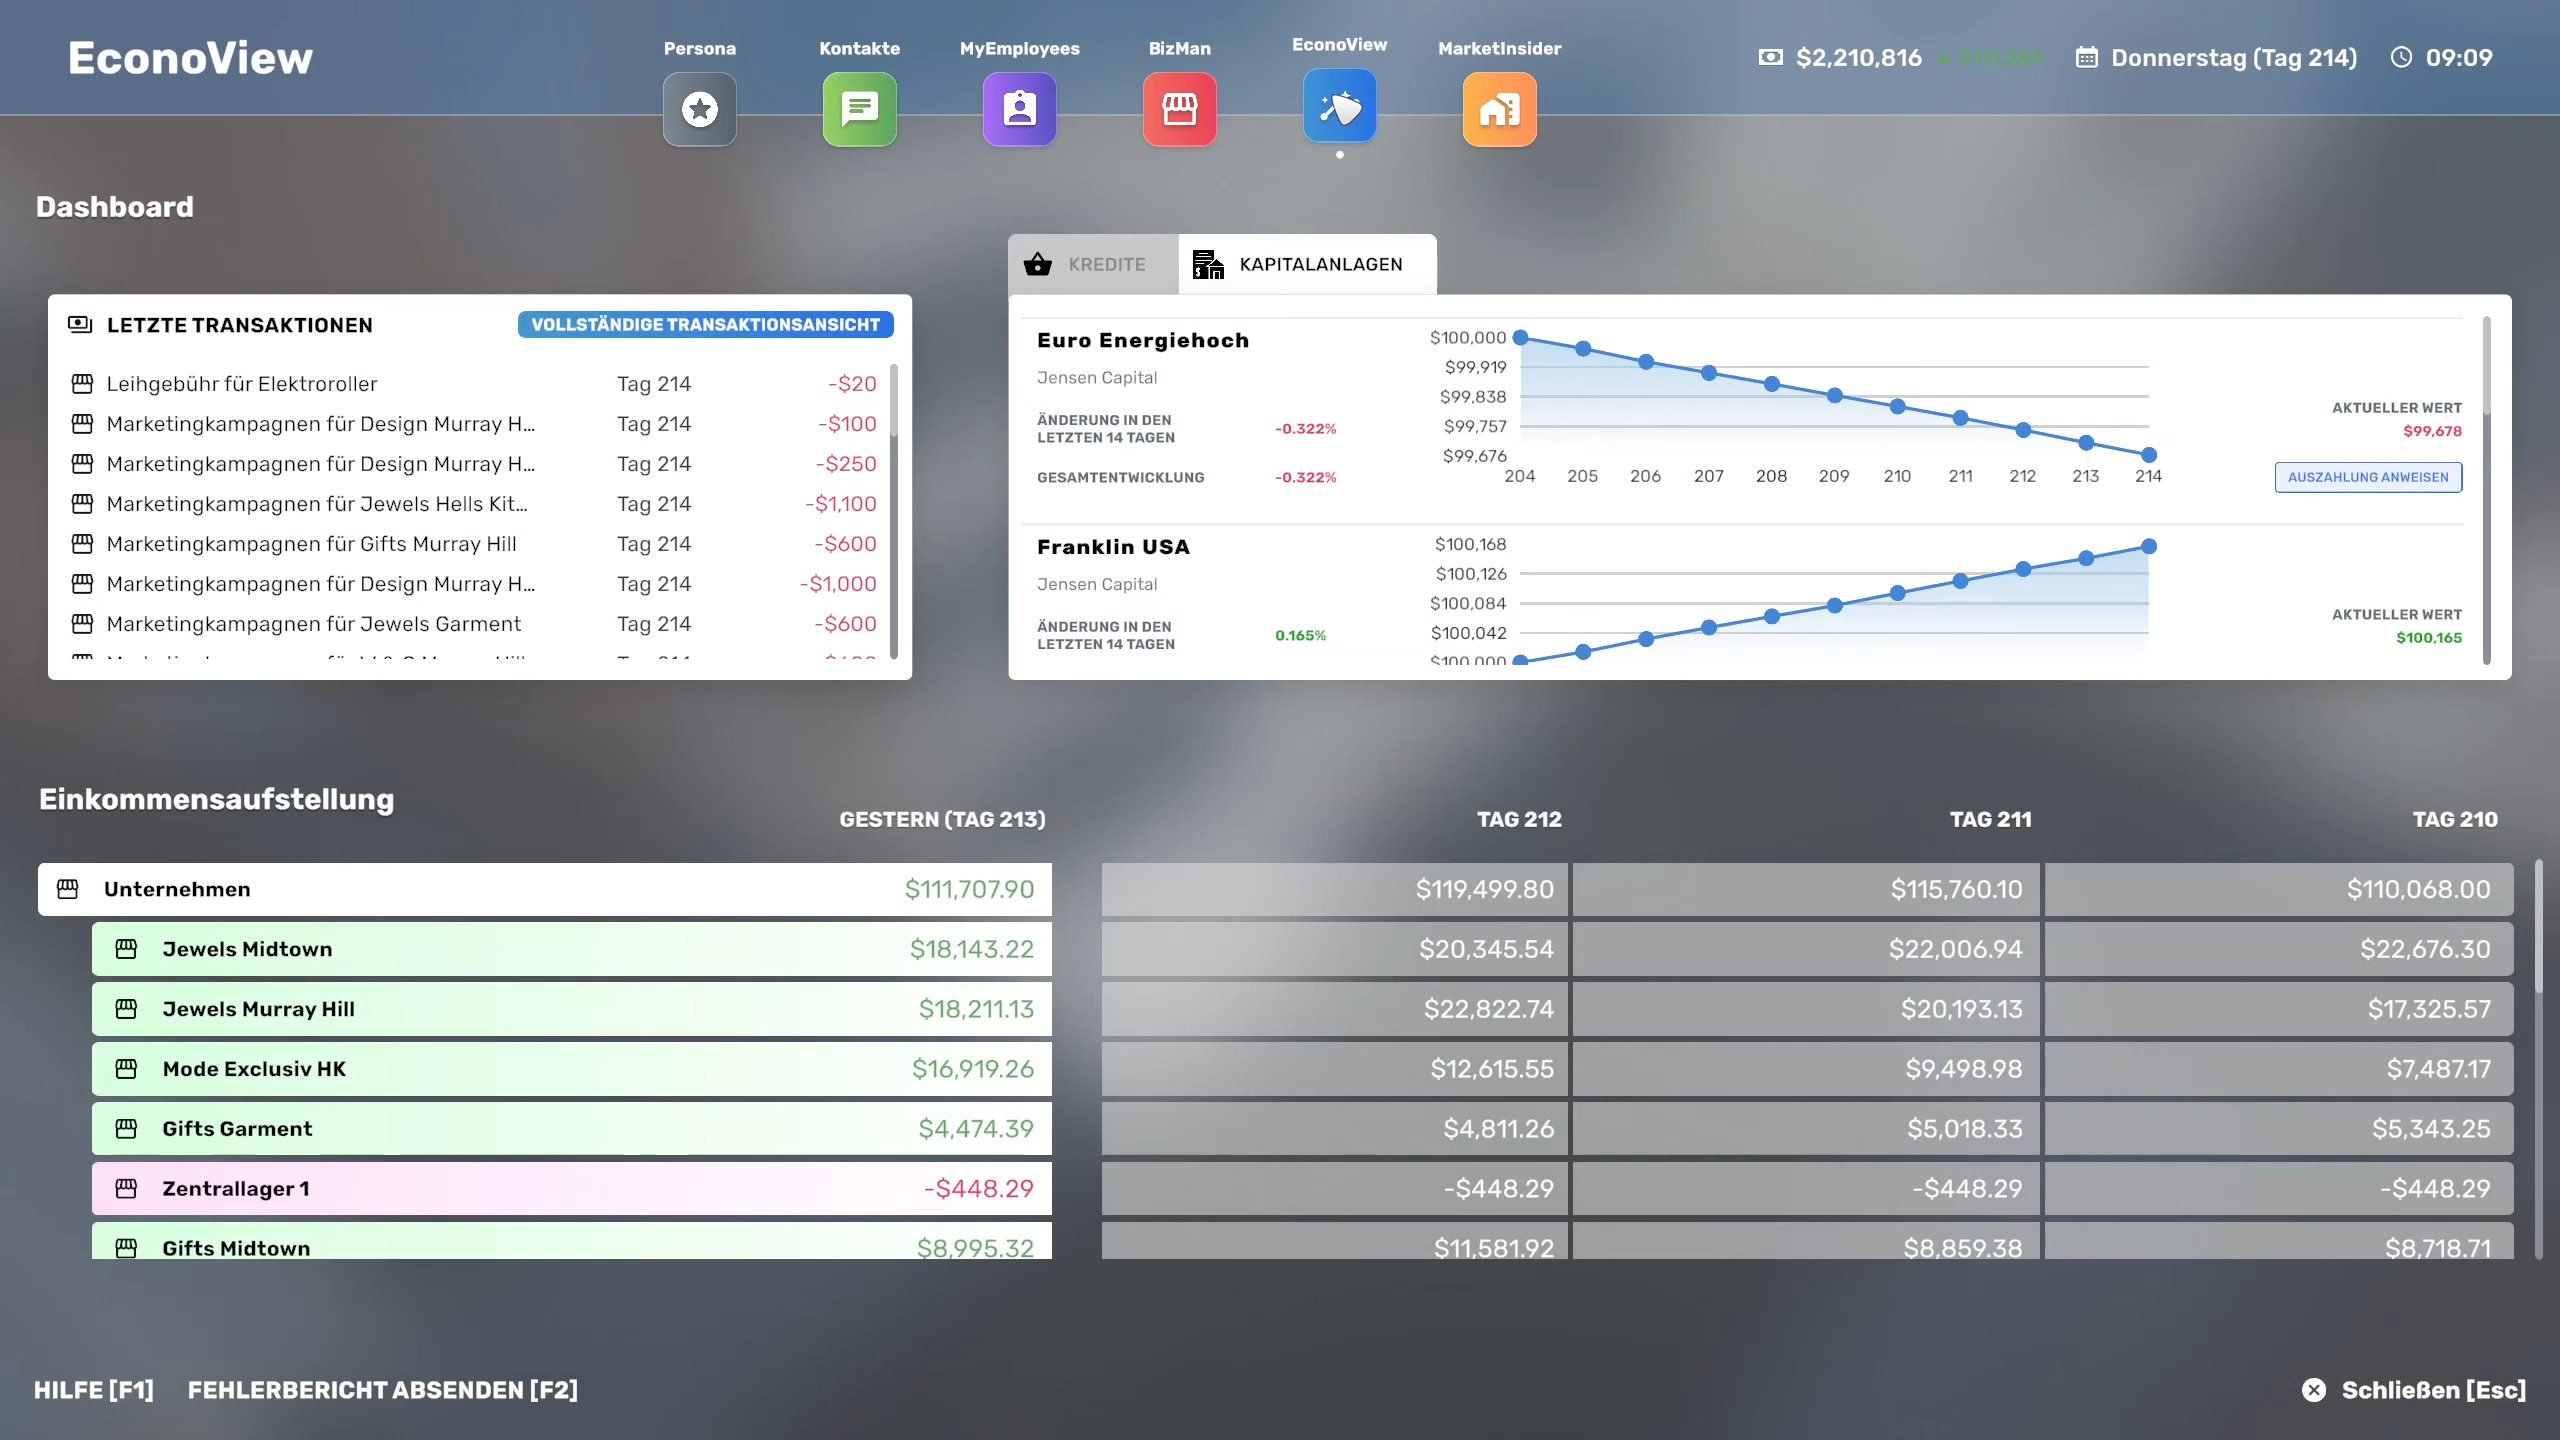 EconoView
Persona
Kontakte
MyEmployees
BizMan
EconoView
MarketInsider
$2,210,816
Donnerstag (Tag 214)
09:09
Dashboard
KREDITE
KAPITALANLAGEN
LETZTE TRANSAKTIONEN
VOLLSTÄNDIGE TRANSAKTIONSANSICHT
Leihgebühr für Elektroroller Tag 214 -$20
Marketingkampagnen für Design Murray H... Tag 214 -$100
Marketingkampagnen für Design Murray H... Tag 214 -$250
Marketingkampagnen für Jewels Hells Kit... Tag 214 -$1,100
Marketingkampagnen für Gifts Murray Hill Tag 214 -$600
Marketingkampagnen für Design Murray H... Tag 214 -$1,000
Marketingkampagnen für Jewels Garment Tag 214 -$600
Euro Energiehoch
Jensen Capital
ÄNDERUNG IN DEN
LETZTEN 14 TAGEN
-0.322%
GESAMTENTWICKLUNG -0.322%
$100,000
$99,919
$99,838
$99,757
$99,676
204 205 206 207 208 209 210 211 212 213 214
AKTUELLER WERT
$99,678
AUSZAHLUNG ANWEISEN
Franklin USA
Jensen Capital
ÄNDERUNG IN DEN
LETZTEN 14 TAGEN
0.165%
$100,168
$100,126
$100,084
$100,042
$100,000
AKTUELLER WERT
$100,165
Einkommensaufstellung
GESTERN (TAG 213) TAG 212 TAG 211 TAG 210
Unternehmen $111,707.90 $119,499.80 $115,760.10 $110,068.00
Jewels Midtown $18,143.22 $20,345.54 $22,006.94 $22,676.30
Jewels Murray Hill $18,211.13 $22,822.74 $20,193.13 $17,325.57
Mode Exclusiv HK $16,919.26 $12,615.55 $9,498.98 $7,487.17
Gifts Garment $4,474.39 $4,811.26 $5,018.33 $5,343.25
Zentrallager 1 -$448.29 -$448.29 -$448.29 -$448.29
Gifts Midtown $8,995.32 $11,581.92 $8,859.38 $8,718.71
HILFE [F1]
FEHLERBERICHT ABSENDEN [F2]
Schließen [Esc]